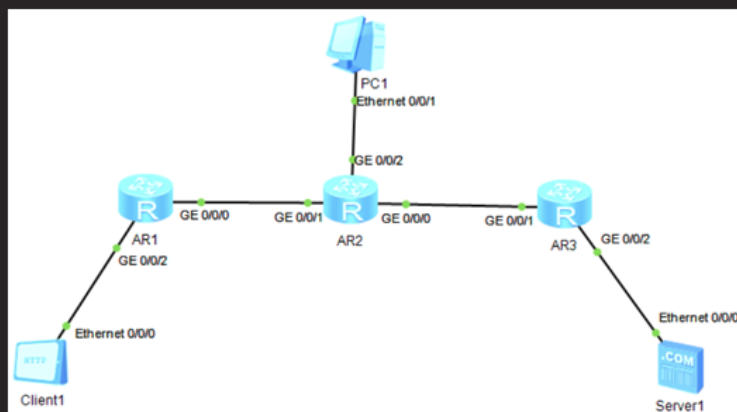 PC1
Ethernet 0/0/1
GE 0/0/2
R
R
R
GE 0/0/0
GE 0/0/1
GE 0/0/0
GE 0/0/1
AR1
AR2
AR3
GE 0/0/2
GE 0/0/2
Ethernet 0/0/0
Ethernet 0/0/0
HTTP
.COM
Client1
Server1